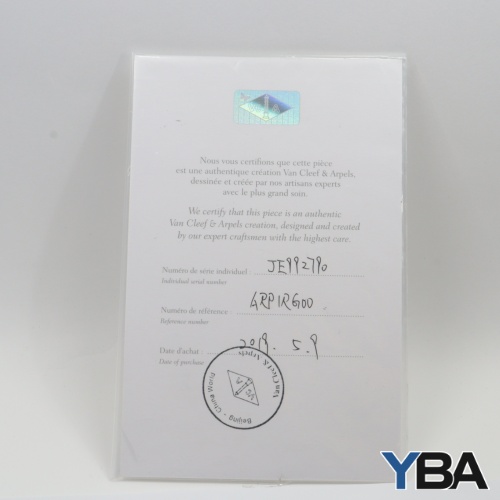 Nous vous certifions que cette pièce
est une authentique création Van Cleef & Arpels,
dessinée et créée par nos artisans experts
avec le plus grand soin.
We certify that this piece is an authentic
Van Cleef & Arpels creation, designed and created
by our expert craftsmen with the highest care.
Numéro de série individuel : JE992790
Individual serial number
Numéro de référence :
Reference number
Date d'achat : 2019. 5. 9
Date of purchase
Van Cleef & Arpels
Beijing - China World
YBA